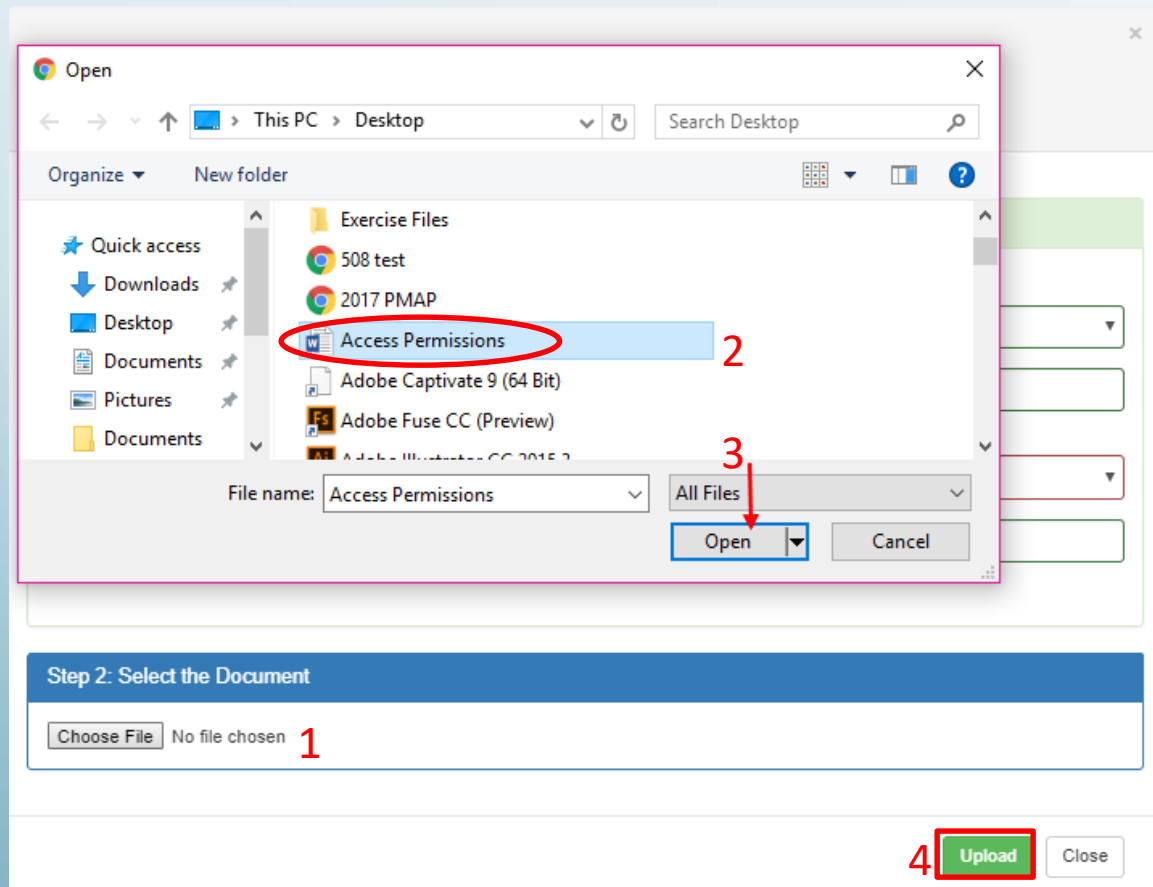 ×
Open
This PC > Desktop
Search Desktop
Organize
New folder
Quick access
Downloads
Desktop
Documents
Pictures
Documents
Exercise Files
508 test
2017 PMAP
Access Permissions 2
Adobe Captivate 9 (64 Bit)
Adobe Fuse CC (Preview)
3
File name: Access Permissions All Files
Open Cancel
Step 2: Select the Document
Choose File No file chosen 1
4 Upload Close